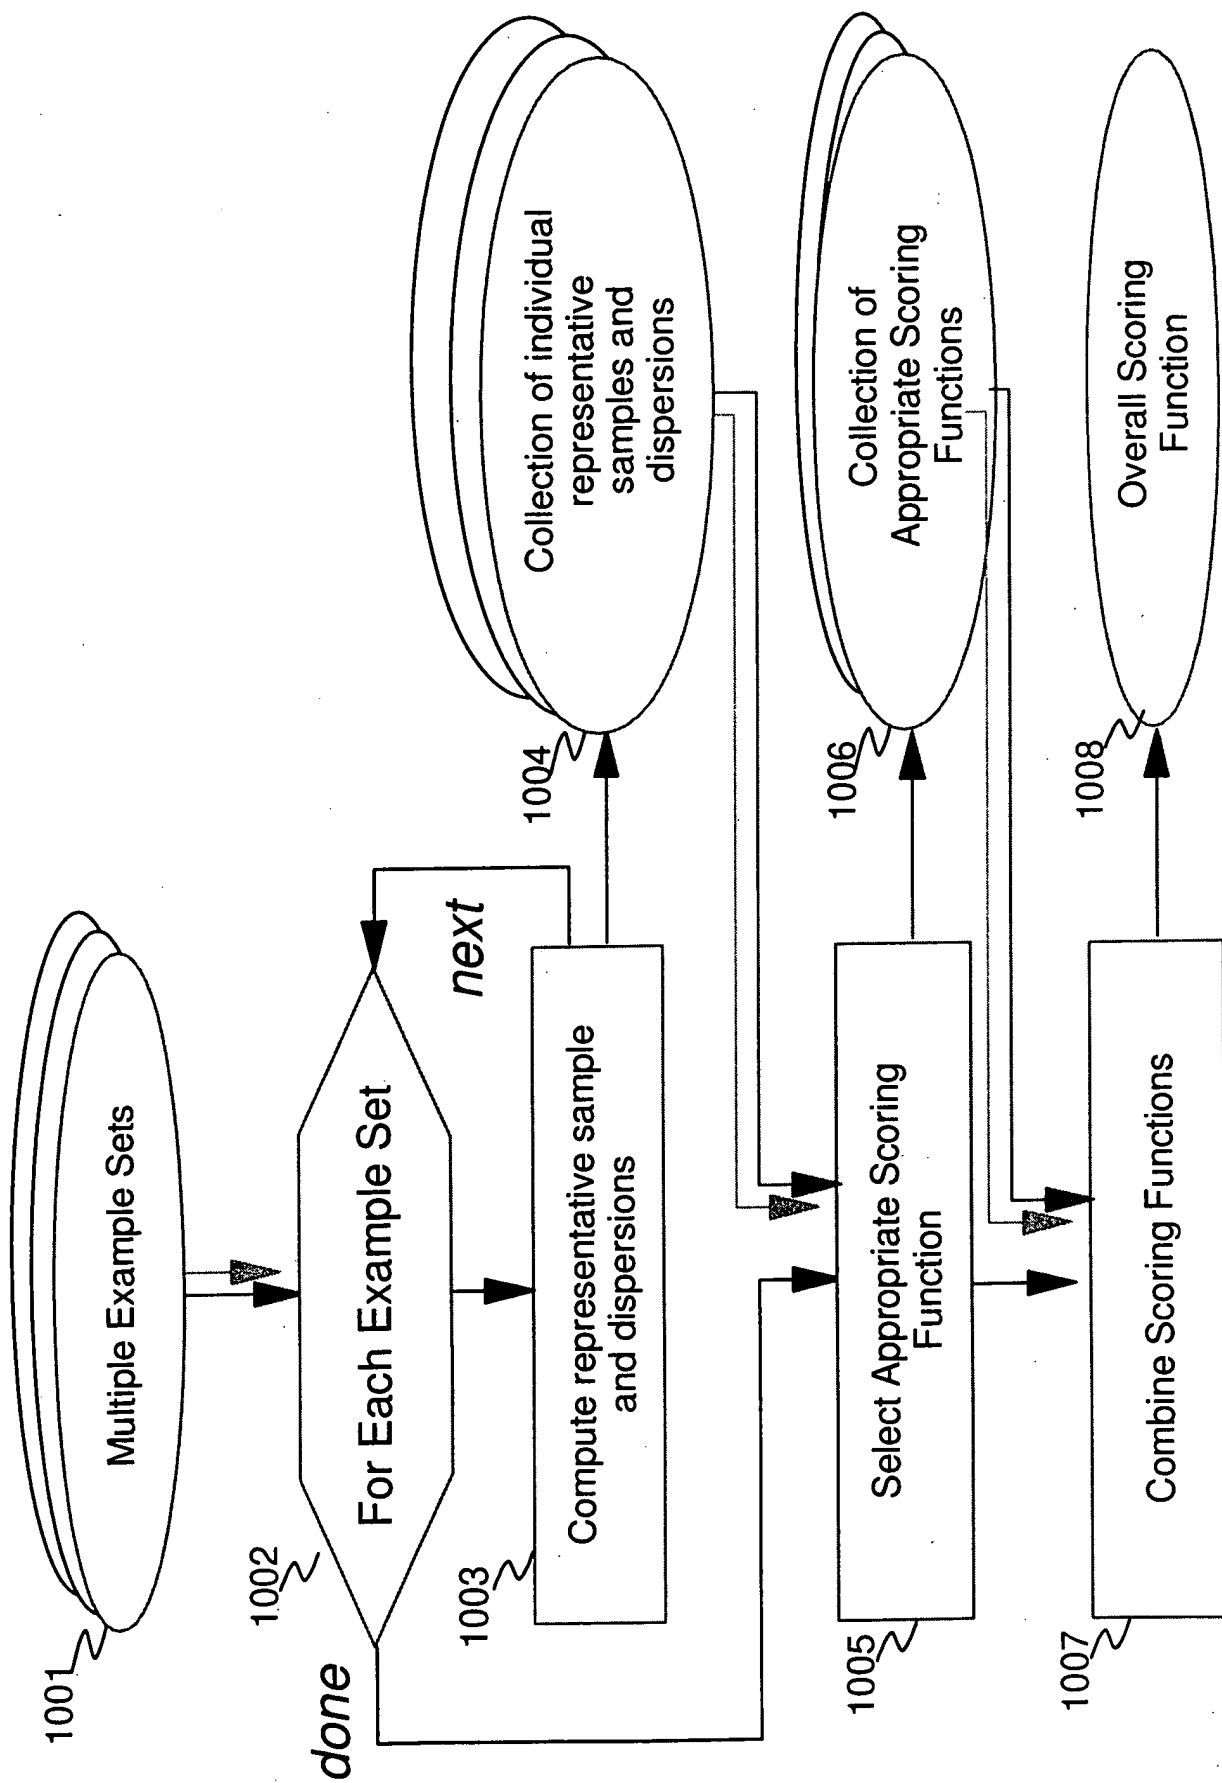 1001
Multiple Example Sets
1002
For Each Example Set
done
next
1003
Compute representative sample
and dispersions
1004
Collection of individual
representative
samples and
dispersions
1005
Select Appropriate Scoring
Function
1006
Collection of
Appropriate Scoring
Functions
1007
Combine Scoring Functions
1008
Overall Scoring
Function